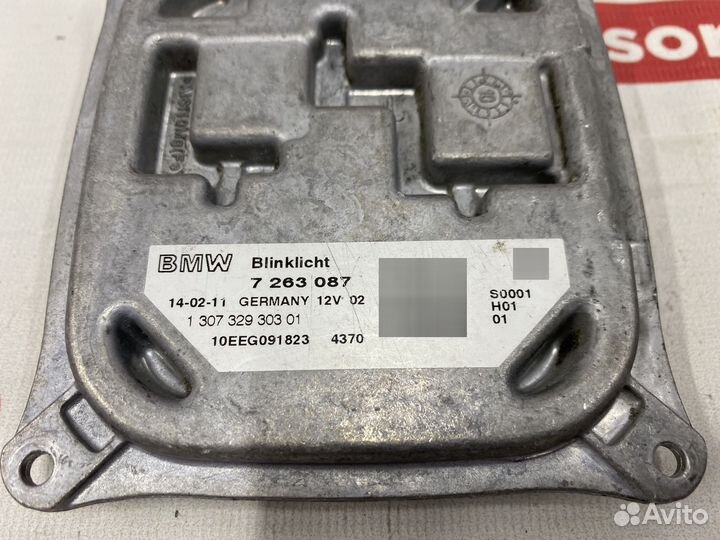 son
BMW Blinklicht
7 263 087
14-02-11 GERMANY 12V 02
1 307 329 303 01
10EEG091823 4370
S0001
H01
01
Avito